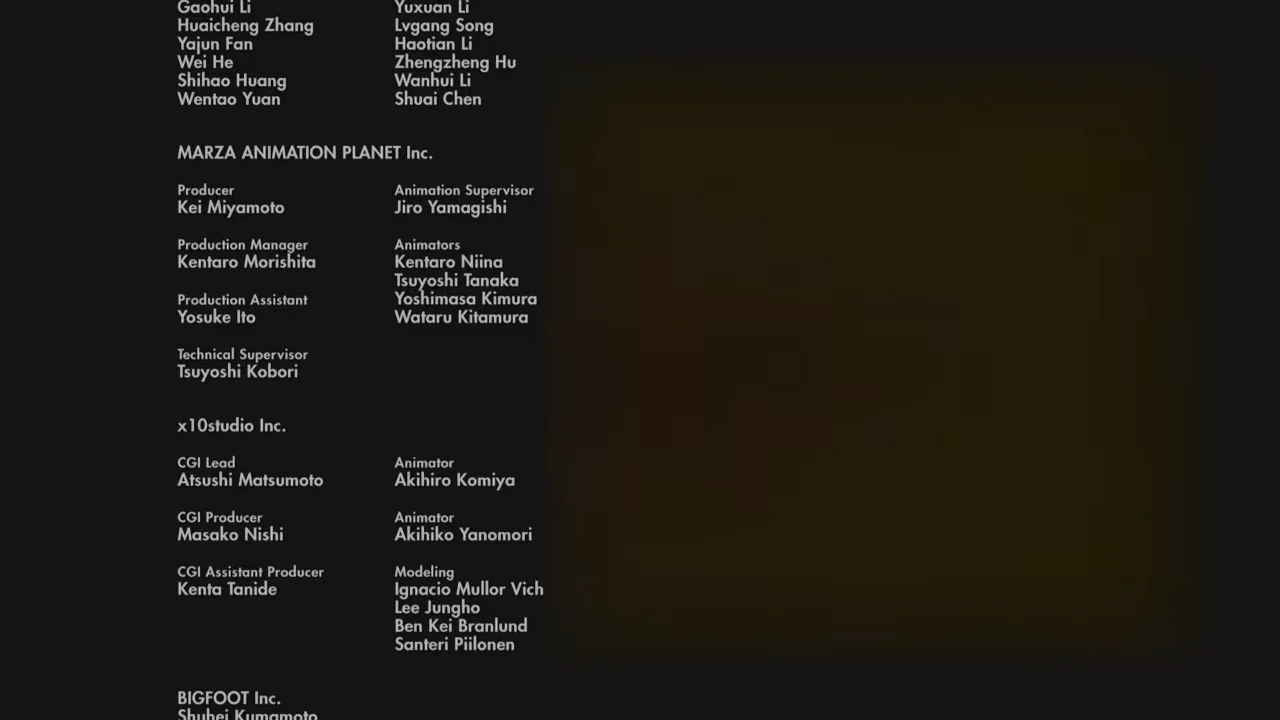 Gaohui Li
Huaicheng Zhang
Yajun Fan
Wei He
Shihao Huang
Wentao Yuan
Yuxuan Li
Lvgang Song
Haotian Li
Zhengzheng Hu
Wanhui Li
Shuai Chen
MARZA ANIMATION PLANET Inc.
Producer
Kei Miyamoto
Production Manager
Kentaro Morishita
Production Assistant
Yosuke Ito
Technical Supervisor
Tsuyoshi Kobori
Animation Supervisor
Jiro Yamagishi
Animators
Kentaro Niina
Tsuyoshi Tanaka
Yoshimasa Kimura
Wataru Kitamura
x10studio Inc.
CGI Lead
Atsushi Matsumoto
CGI Producer
Masako Nishi
CGI Assistant Producer
Kenta Tanide
Animator
Akihiro Komiya
Animator
Akihiko Yanomori
Modeling
Ignacio Mullor Vich
Lee Jungho
Ben Kei Branlund
Santeri Piilonen
BIGFOOT Inc.
Shuhei Kumamoto